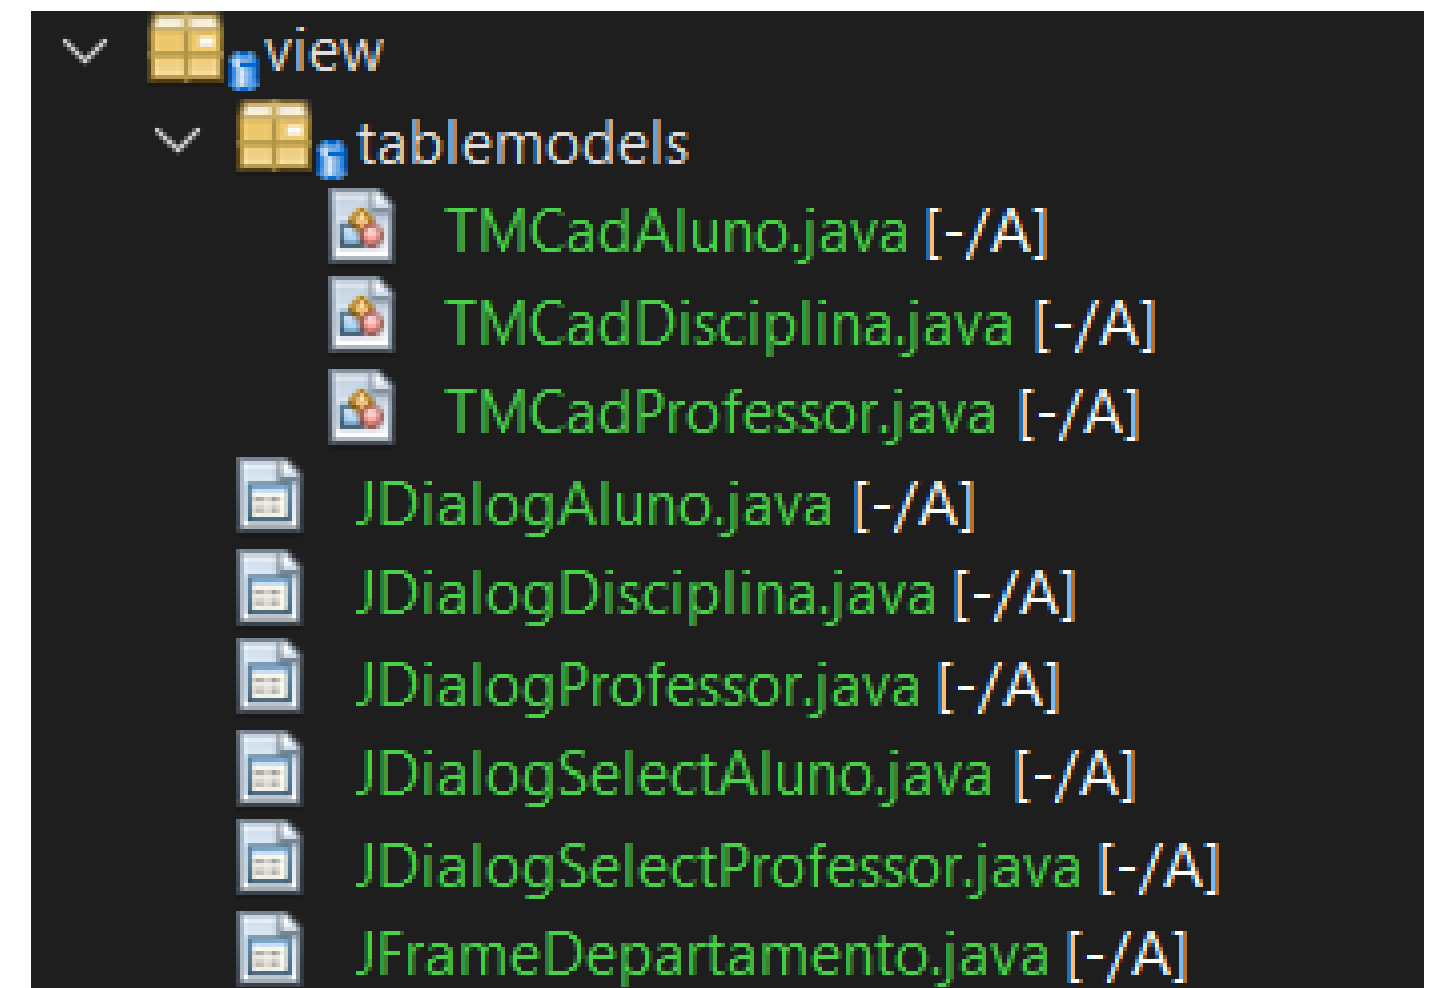 view
tablemodels
TMCadAluno.java [-/A]
TMCadDisciplina.java [-/A]
TMCadProfessor.java [-/A]
JDialogAluno.java [-/A]
JDialogDisciplina.java [-/A]
JDialogProfessor.java [-/A]
JDialogSelectAluno.java [-/A]
JDialogSelectProfessor.java [-/A]
JFrameDepartamento.java [-/A]